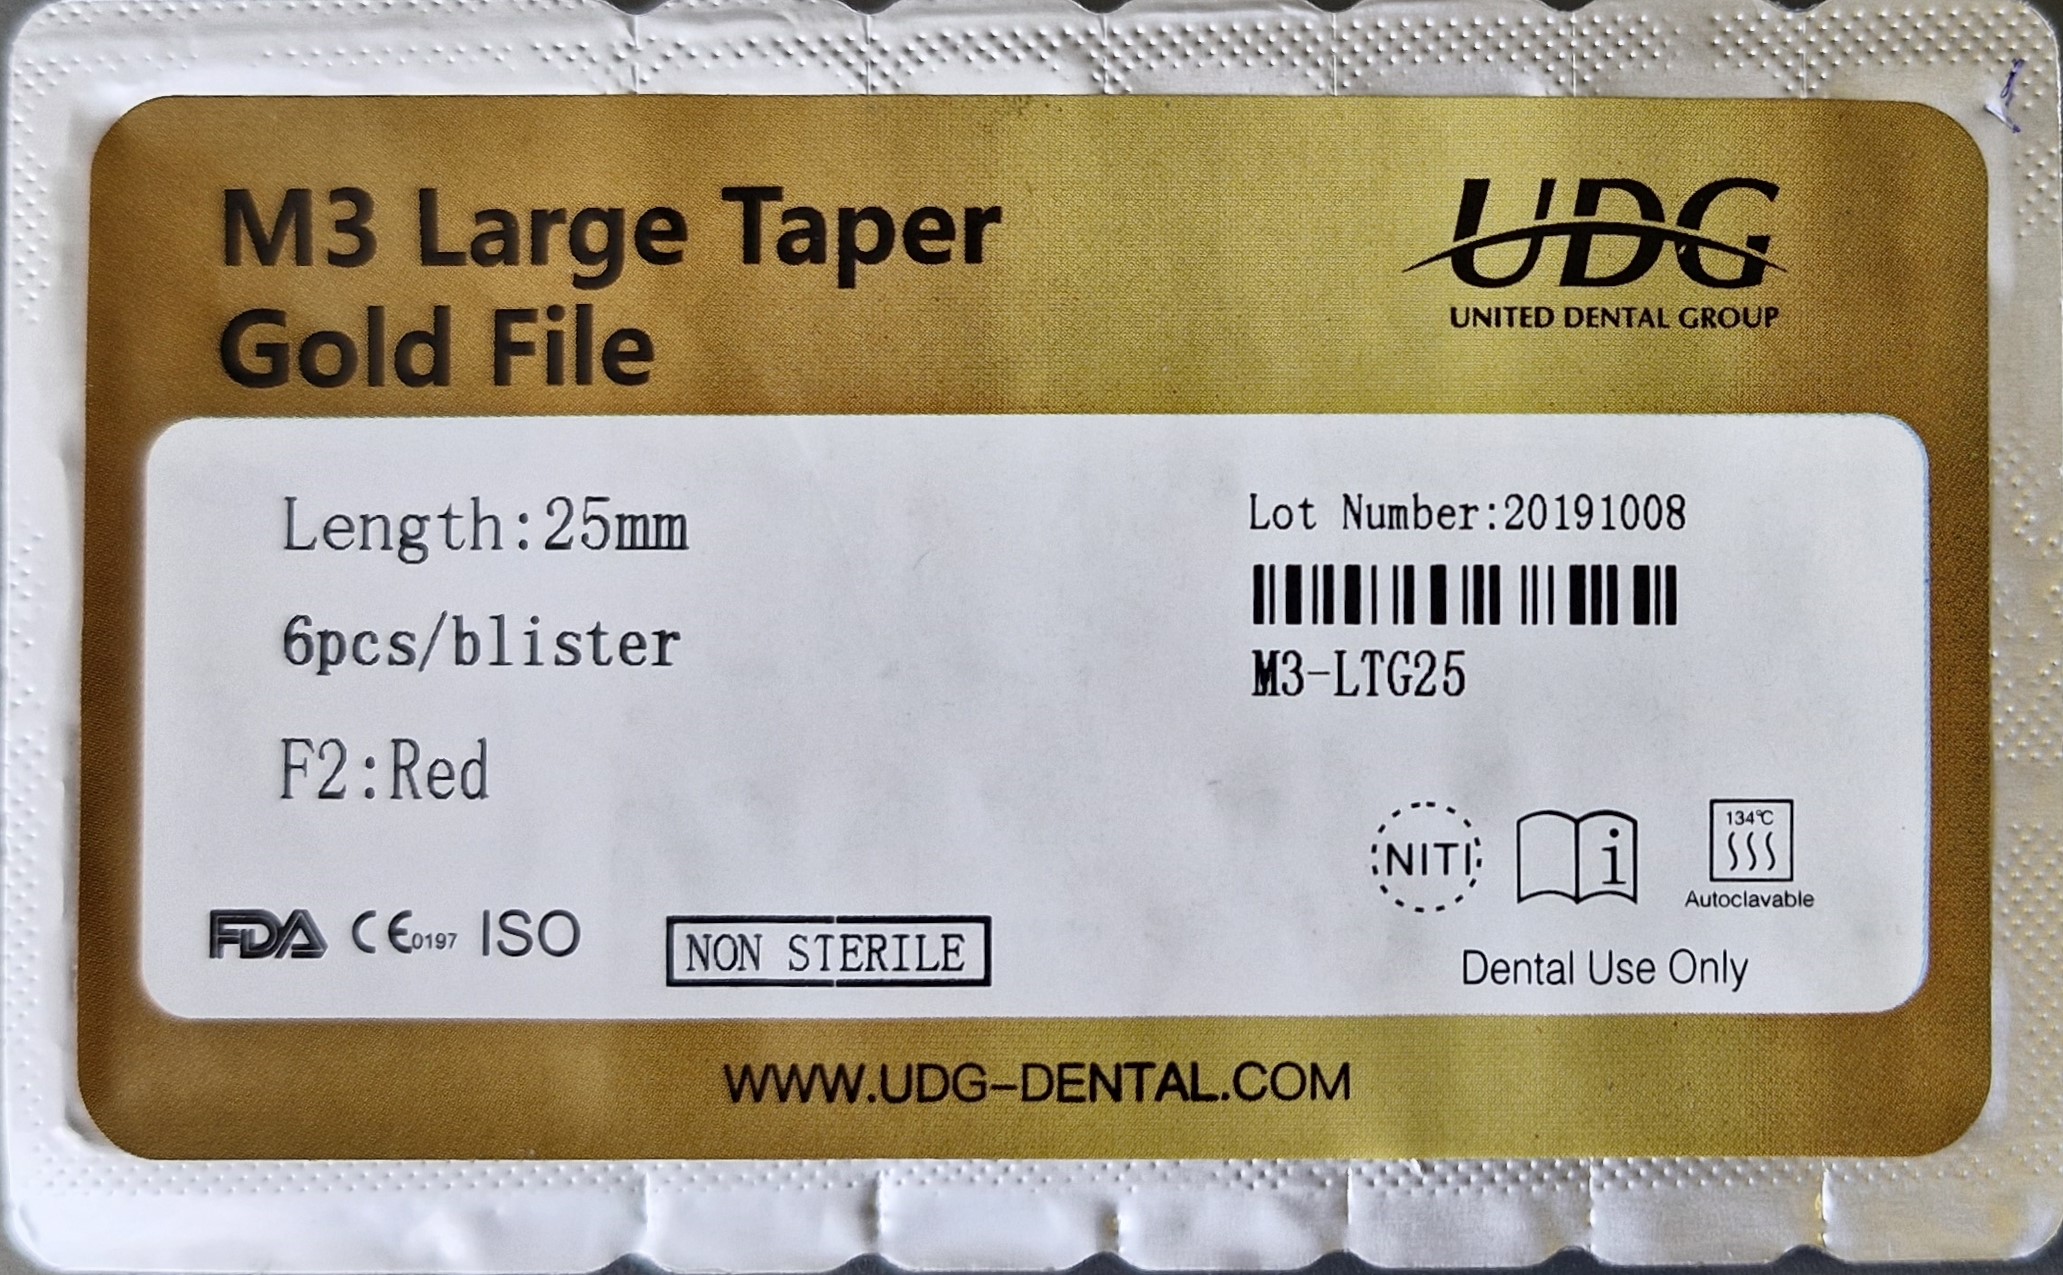 M3 Large Taper
Gold File
UDG
UNITED DENTAL GROUP
Length:25mm
6pcs/blister
F2:Red
Lot Number:20191008
M3-LTG25
NITI
i
134℃
Autoclavable
FDA CE0197 ISO
NON STERILE
Dental Use Only
WWW.UDG-DENTAL.COM